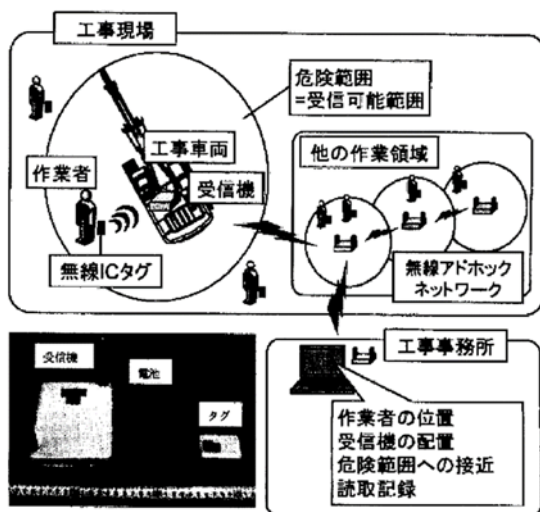 工事現場
危険範囲
=受信可能範囲
工事車両
受信機
作業者
無線ICタグ
他の作業領域
無線アドホック
ネットワーク
受信機
電池
タグ
工事事務所
作業者の位置
受信機の配置
危険範囲への接近
読取記録